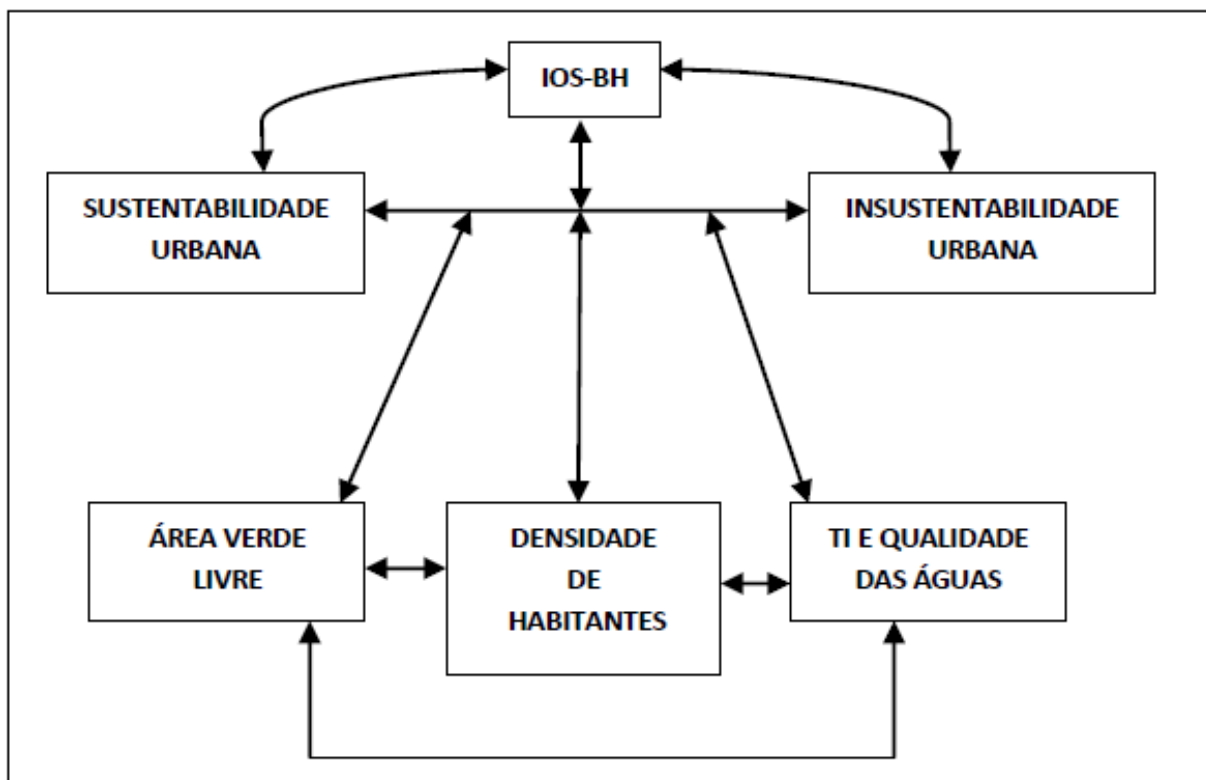 IOS-BH
SUSTENTABILIDADE
URBANA
INSUSTENTABILIDADE
URBANA
ÁREA VERDE
LIVRE
DENSIDADE
DE
HABITANTES
TI E QUALIDADE
DAS ÁGUAS